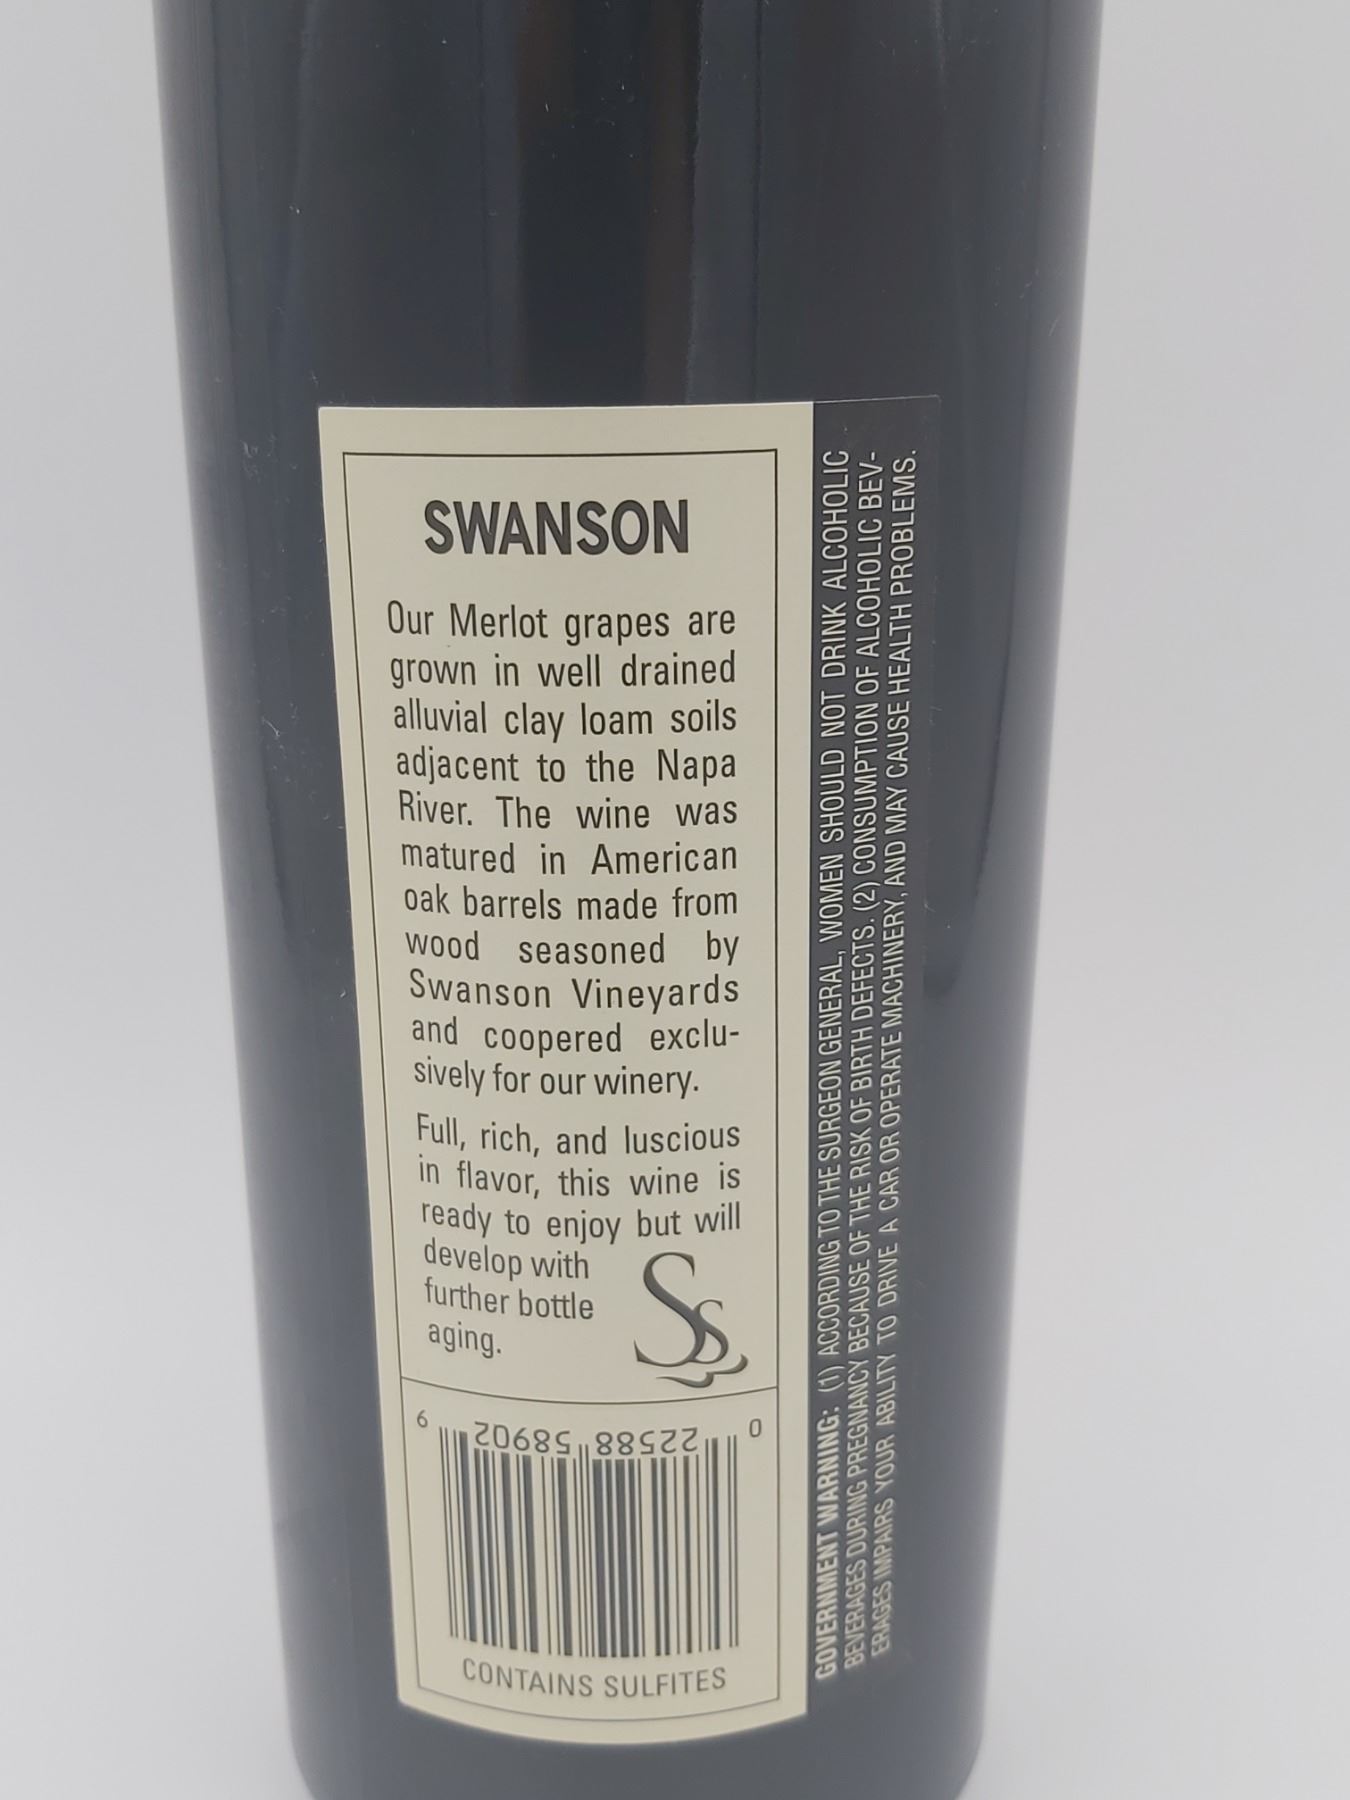 SWANSON
Our Merlot grapes are
grown in well drained
alluvial clay loam soils
adjacent to the Napa
River. The wine was
matured in American
oak barrels made from
wood seasoned by
Swanson Vineyards
and coopered exclu-
sively for our winery.
Full, rich, and luscious
in flavor, this wine is
ready to enjoy but will
develop with
further bottle
aging.
Ss
0 22588 58902 9
CONTAINS SULFITES
GOVERNMENT WARNING: (1) ACCORDING TO THE SURGEON GENERAL, WOMEN SHOULD NOT DRINK ALCOHOLIC
BEVERAGES DURING PREGNANCY BECAUSE OF THE RISK OF BIRTH DEFECTS. (2) CONSUMPTION OF ALCOHOLIC BEV-
ERAGES IMPAIRS YOUR ABILITY TO DRIVE A CAR OR OPERATE MACHINERY, AND MAY CAUSE HEALTH PROBLEMS.